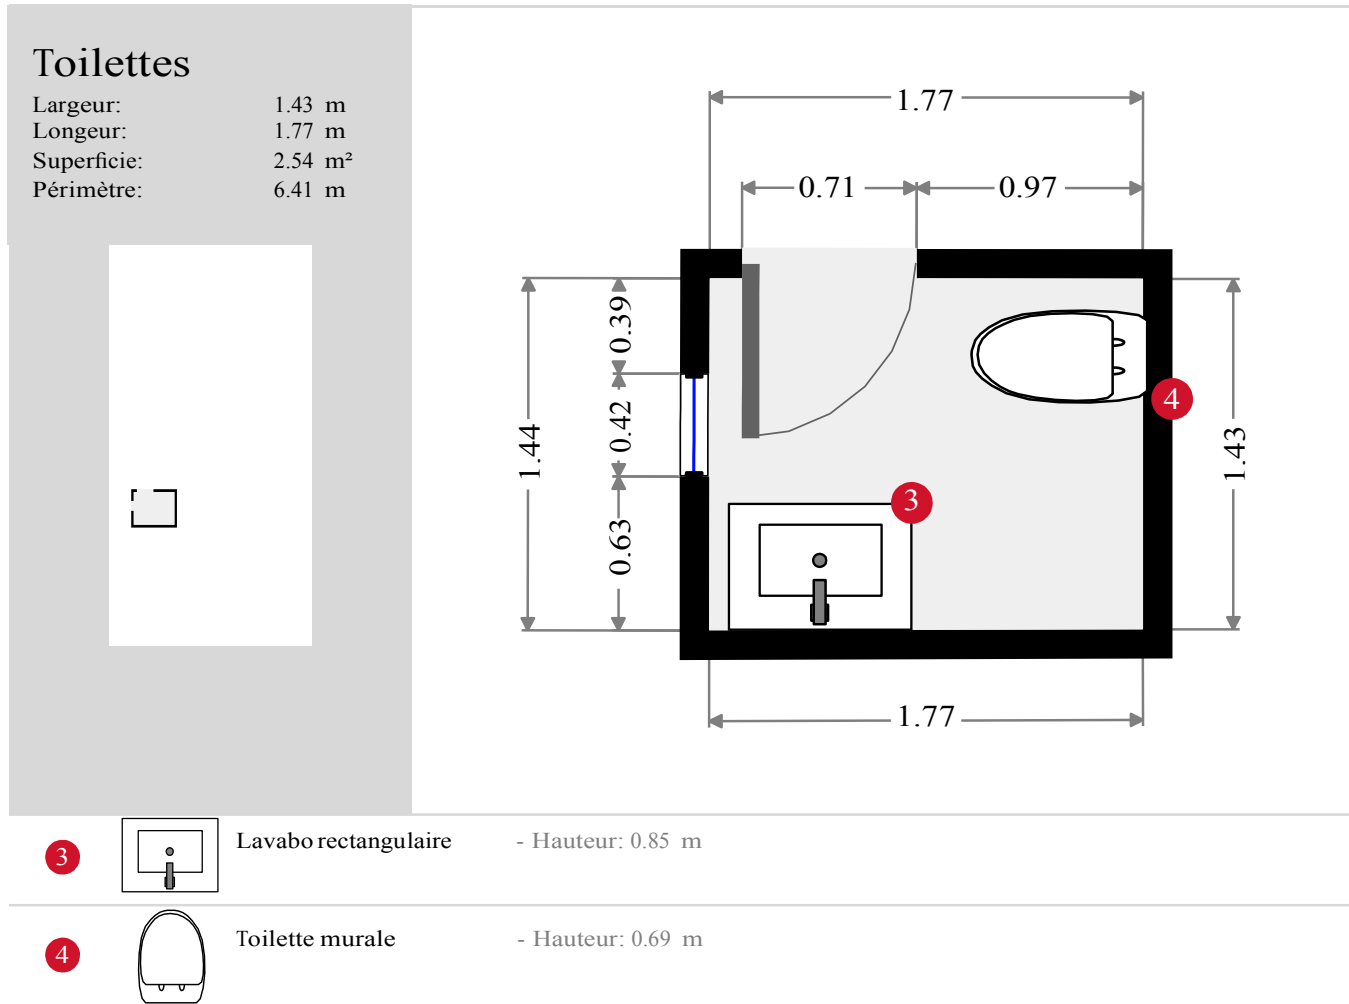 Toilettes
Largeur: 1.43 m
Longeur: 1.77 m
Superficie: 2.54 m²
Périmètre: 6.41 m
1.77
0.71 0.97
0.39
0.42
0.63
1.44
1.43
4
3
1.77
3 Lavabo rectangulaire - Hauteur: 0.85 m
4 Toilette murale - Hauteur: 0.69 m